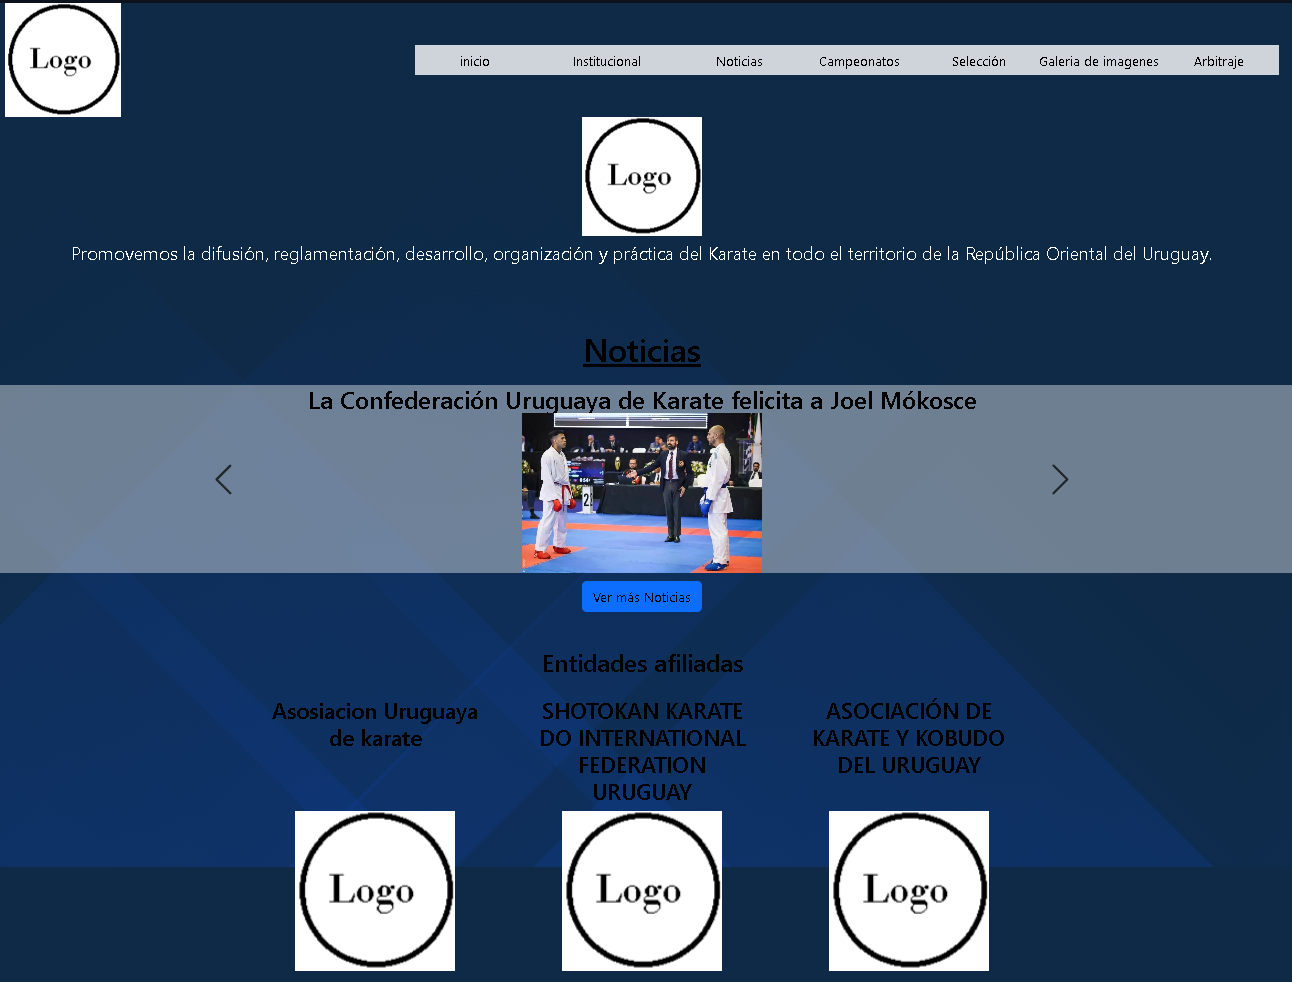 Logo
inicio Institucional Noticias Campeonatos Selección Galeria de imagenes Arbitraje
Logo
Promovemos la difusión, reglamentación, desarrollo, organización y práctica del Karate en todo el territorio de la República Oriental del Uruguay.
Noticias
La Confederación Uruguaya de Karate felicita a Joel Mókosce
Ver más Noticias
Entidades afiliadas
Asosiacion Uruguaya
de karate
SHOTOKAN KARATE
DO INTERNATIONAL
FEDERATION
URUGUAY
ASOCIACIÓN DE
KARATE Y KOBUDO
DEL URUGUAY
Logo
Logo
Logo